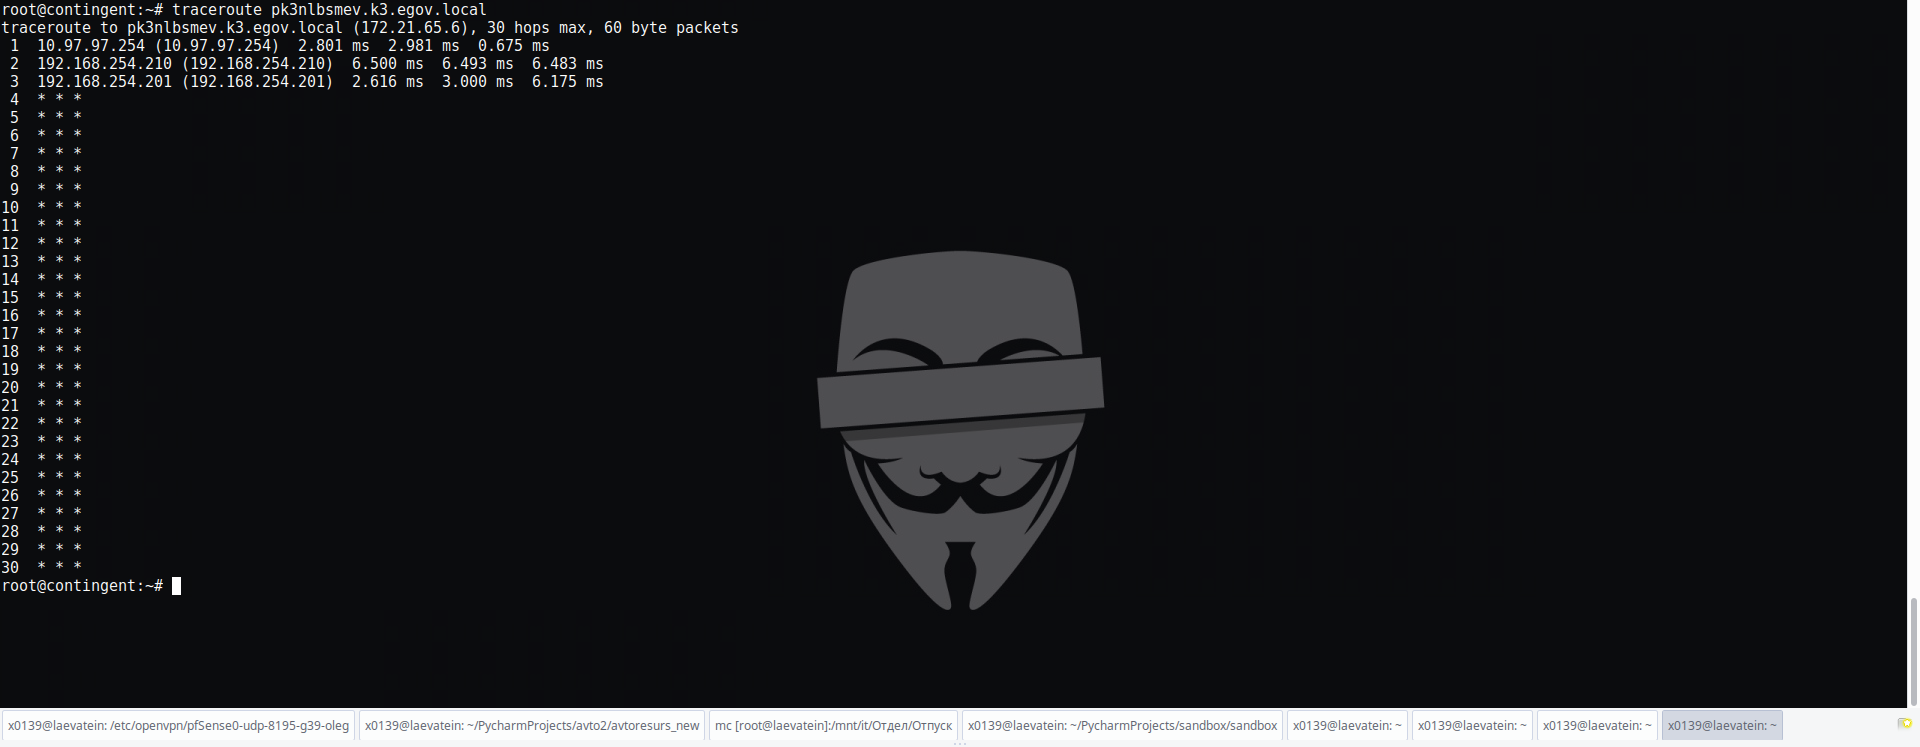 root@contingent:~# traceroute pk3nlbsmev.k3.egov.local
traceroute to pk3nlbsmev.k3.egov.local (172.21.65.6), 30 hops max, 60 byte packets
 1  10.97.97.254 (10.97.97.254)  2.801 ms  2.981 ms  0.675 ms
 2  192.168.254.210 (192.168.254.210)  6.500 ms  6.493 ms  6.483 ms
 3  192.168.254.201 (192.168.254.201)  2.616 ms  3.000 ms  6.175 ms
 4  * * *
 5  * * *
 6  * * *
 7  * * *
 8  * * *
 9  * * *
10  * * *
11  * * *
12  * * *
13  * * *
14  * * *
15  * * *
16  * * *
17  * * *
18  * * *
19  * * *
20  * * *
21  * * *
22  * * *
23  * * *
24  * * *
25  * * *
26  * * *
27  * * *
28  * * *
29  * * *
30  * * *
root@contingent:~#
x0139@laevatein: /etc/openvpn/pfSense0-udp-8195-g39-oleg
x0139@laevatein: ~/PycharmProjects/avto2/avtoresurs_new
mc [root@laevatein]:/mnt/it/Отдел/Отпуск
x0139@laevatein: ~/PycharmProjects/sandbox/sandbox
x0139@laevatein: ~
x0139@laevatein: ~
x0139@laevatein: ~
x0139@laevatein: ~